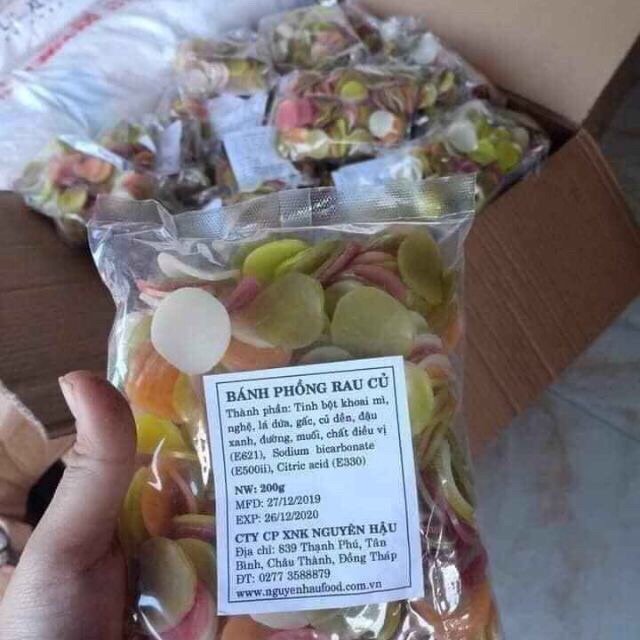 BÁNH PHỒNG RAU CỦ
Thành phần: Tinh bột khoai mì,
nghệ, lá dứa, gấc, củ dền, đậu
xanh, đường, muối, chất điều vị
(E621), Sodium bicarbonate
(E500ii), Citric acid (E330)
NW: 200g
MFD: 27/12/2019
EXP: 26/12/2020
CTY CP XNK NGUYÊN HẬU
Địa chỉ: 839 Thạnh Phú, Tân
Bình, Châu Thành, Đồng Tháp
ĐT: 0277 3588879
www.nguyenhaufood.com.vn